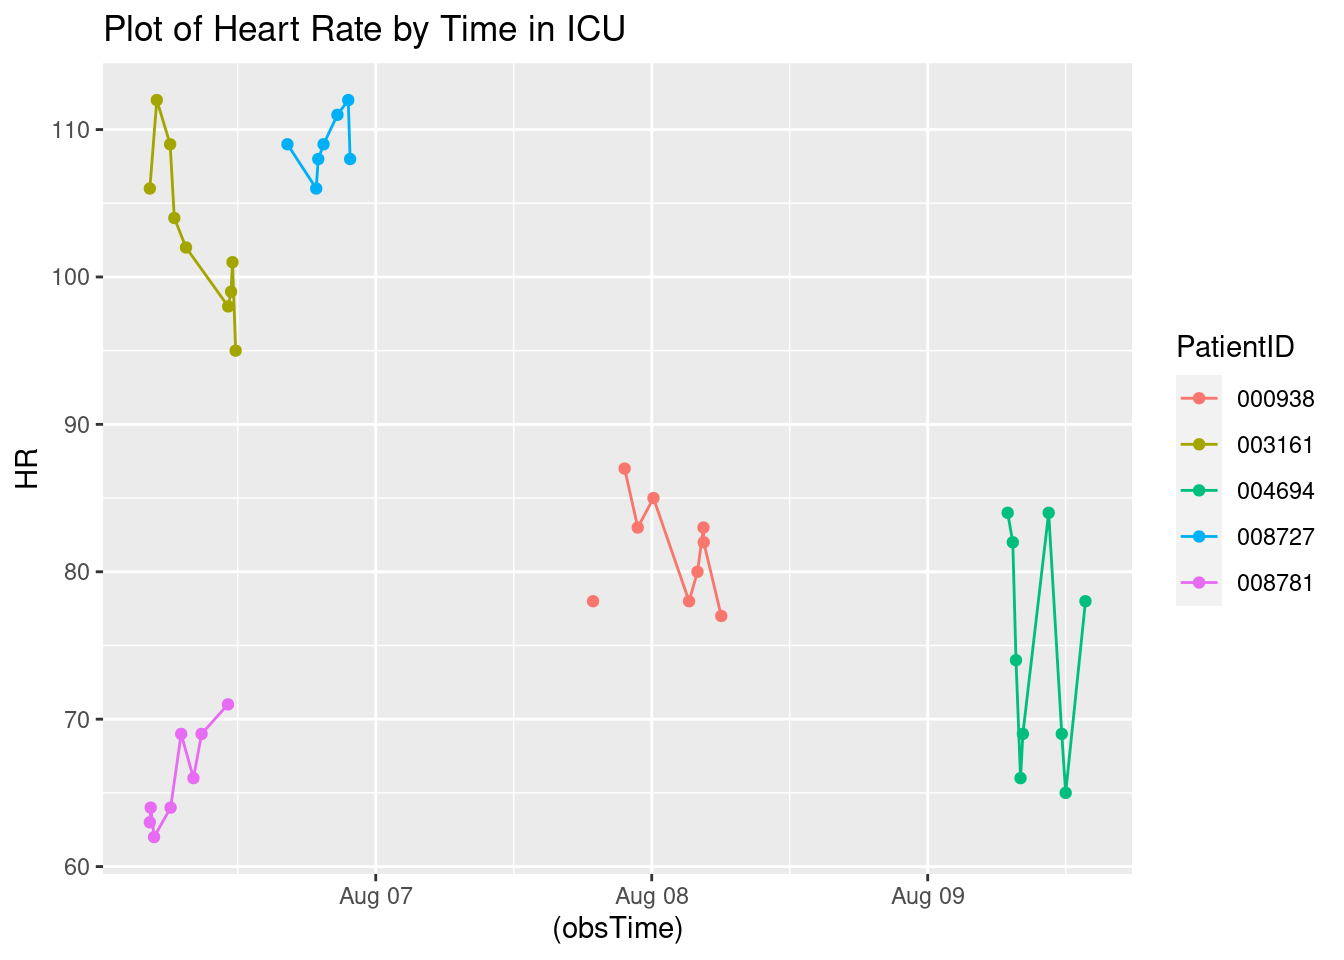 Plot of Heart Rate by Time in ICU
HR
110
100
90
80
70
60
Aug 07
Aug 08
Aug 09
(obsTime)
PatientID
000938
003161
004694
008727
008781